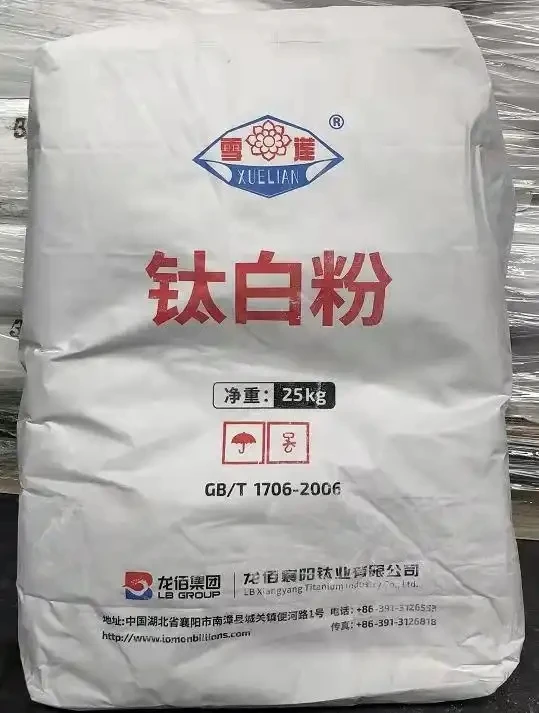 雪 莲 ®
XUELIAN
钛白粉
净重： 25kg
GB/T 1706-2006
龙佰集团 龙佰襄阳钛业有限公司
LB GROUP LB Xiangyang Titanium Industry Co., Ltd.
地址:中国湖北省襄阳市南漳县城关镇便河路1号 电话: +86-391-3126553
http://www.lomonbillions.com 传真: +86-391-3126818